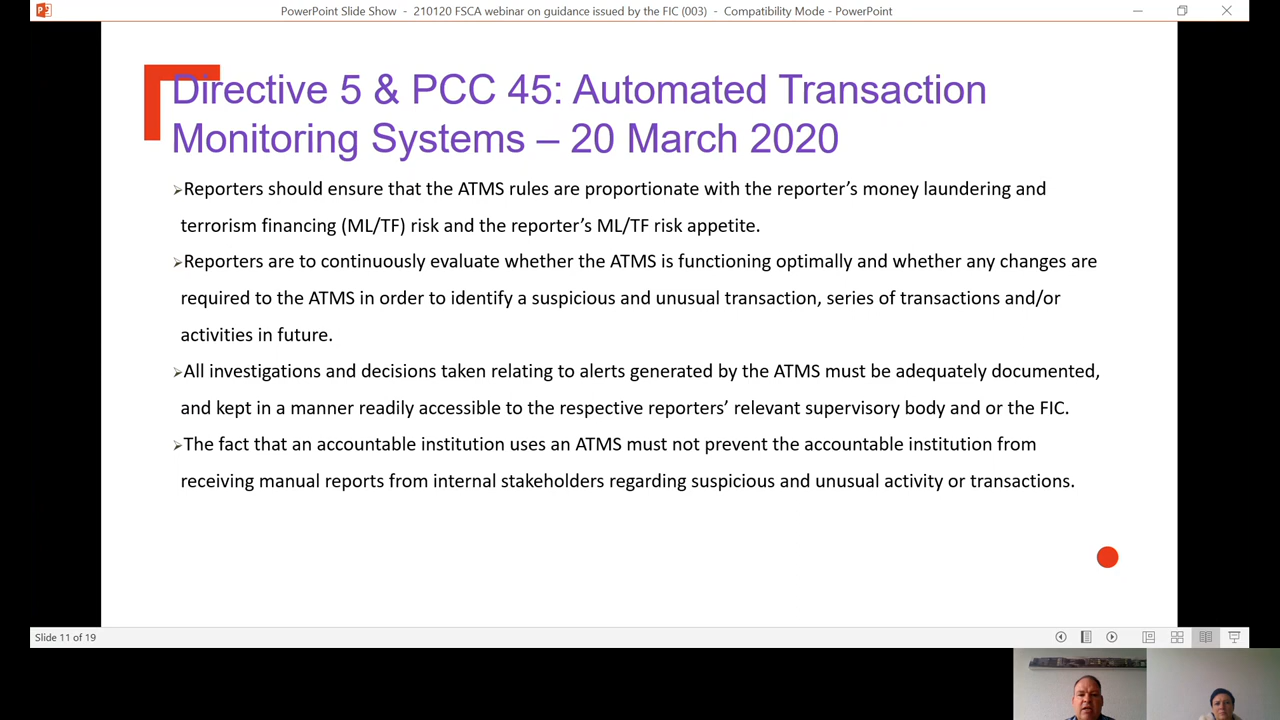 PowerPoint Slide Show - 210120 FSCA webinar on guidance issued by the FIC (003) - Compatibility Mode - PowerPoint
Directive 5 & PCC 45: Automated Transaction
Monitoring Systems – 20 March 2020
➢Reporters should ensure that the ATMS rules are proportionate with the reporter’s money laundering and
terrorism financing (ML/TF) risk and the reporter’s ML/TF risk appetite.
➢Reporters are to continuously evaluate whether the ATMS is functioning optimally and whether any changes are
required to the ATMS in order to identify a suspicious and unusual transaction, series of transactions and/or
activities in future.
➢All investigations and decisions taken relating to alerts generated by the ATMS must be adequately documented,
and kept in a manner readily accessible to the respective reporters’ relevant supervisory body and or the FIC.
➢The fact that an accountable institution uses an ATMS must not prevent the accountable institution from
receiving manual reports from internal stakeholders regarding suspicious and unusual activity or transactions.
Slide 11 of 19